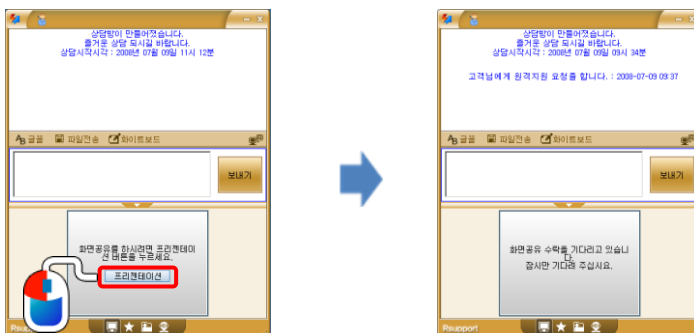 상담방이 만들어졌습니다.
즐거운 상담 되시길 바랍니다.
상담시작시각 : 2008년 07월 09일 11시 12분
가B 글꼴 파일전송 화이트보드
보내기
화면공유를 하시려면 프리젠테이
션 버튼을 누르세요.
프리젠테이션
상담방이 만들어졌습니다.
즐거운 상담 되시길 바랍니다.
상담시작시각 : 2008년 07월 09일 09시 34분
고객님에게 원격지원 요청를 합니다. : 2008-07-09 09:37
가B 글꼴 파일전송 화이트보드
보내기
화면공유 수락를 기다리고 있습니
다.
잠시만 기다려 주십시요.
Rsupport